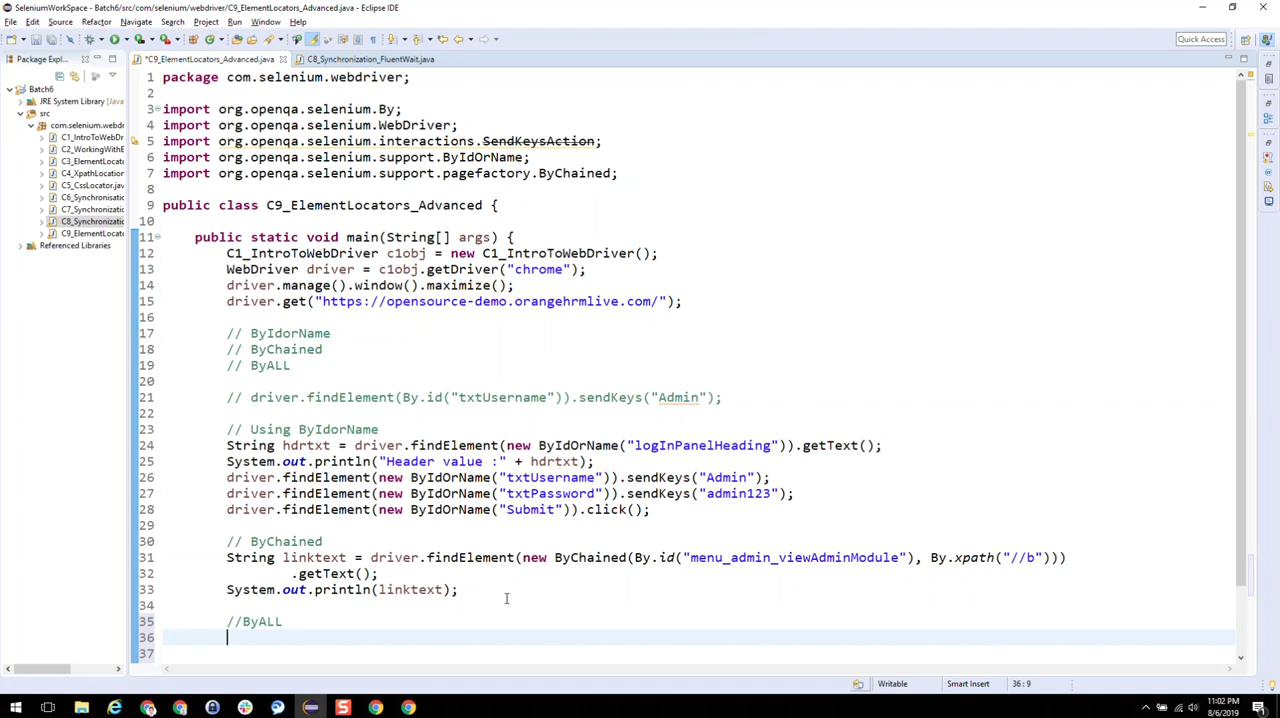 SeleniumWorkSpace - Batch6/src/com/selenium/webdriver/C9_ElementLocators_Advanced.java - Eclipse IDE
File Edit Source Refactor Navigate Search Project Run Window Help
Quick Access
Package Expl...
*C9_ElementLocators_Advanced.java
C8_Synchronization_FluentWait.java
Batch6
JRE System Library [Java
src
com.selenium.webdr
C1_IntroToWebDr
C2_WorkingWithE
C3_ElementLocat
C4_XpathLocation
C5_CssLocator.jav
C6_Synchronisatio
C7_Synchronizatio
C8_Synchronizatio
C9_ElementLocato
Referenced Libraries
1 package com.selenium.webdriver;
2
3 import org.openqa.selenium.By;
4 import org.openqa.selenium.WebDriver;
5 import org.openqa.selenium.interactions.SendKeysAction;
6 import org.openqa.selenium.support.ByIdOrName;
7 import org.openqa.selenium.support.pagefactory.ByChained;
8
9 public class C9_ElementLocators_Advanced {
10
11 public static void main(String[] args) {
12 C1_IntroToWebDriver c1obj = new C1_IntroToWebDriver();
13 WebDriver driver = c1obj.getDriver("chrome");
14 driver.manage().window().maximize();
15 driver.get("https://opensource-demo.orangehrmlive.com/");
16
17 // ByIdorName
18 // ByChained
19 // ByALL
20
21 // driver.findElement(By.id("txtUsername")).sendKeys("Admin");
22
23 // Using ByIdorName
24 String hdrtxt = driver.findElement(new ByIdOrName("logInPanelHeading")).getText();
25 System.out.println("Header value :" + hdrtxt);
26 driver.findElement(new ByIdOrName("txtUsername")).sendKeys("Admin");
27 driver.findElement(new ByIdOrName("txtPassword")).sendKeys("admin123");
28 driver.findElement(new ByIdOrName("Submit")).click();
29
30 // ByChained
31 String linktext = driver.findElement(new ByChained(By.id("menu_admin_viewAdminModule"), By.xpath("//b")))
32 .getText();
33 System.out.println(linktext);
34
35 //ByALL
36
37
Writable Smart Insert 36 : 9
11:02 PM
8/6/2019